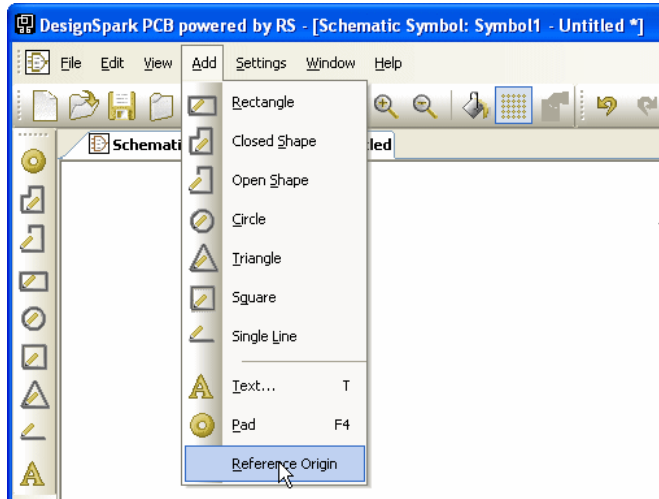 DesignSpark PCB powered by RS - [Schematic Symbol: Symbol1 - Untitled *]
File Edit View Add Settings Window Help
Rectangle
Schemati
led
Closed Shape
Open Shape
Circle
Triangle
Square
Single Line
Text... T
Pad F4
Reference Origin